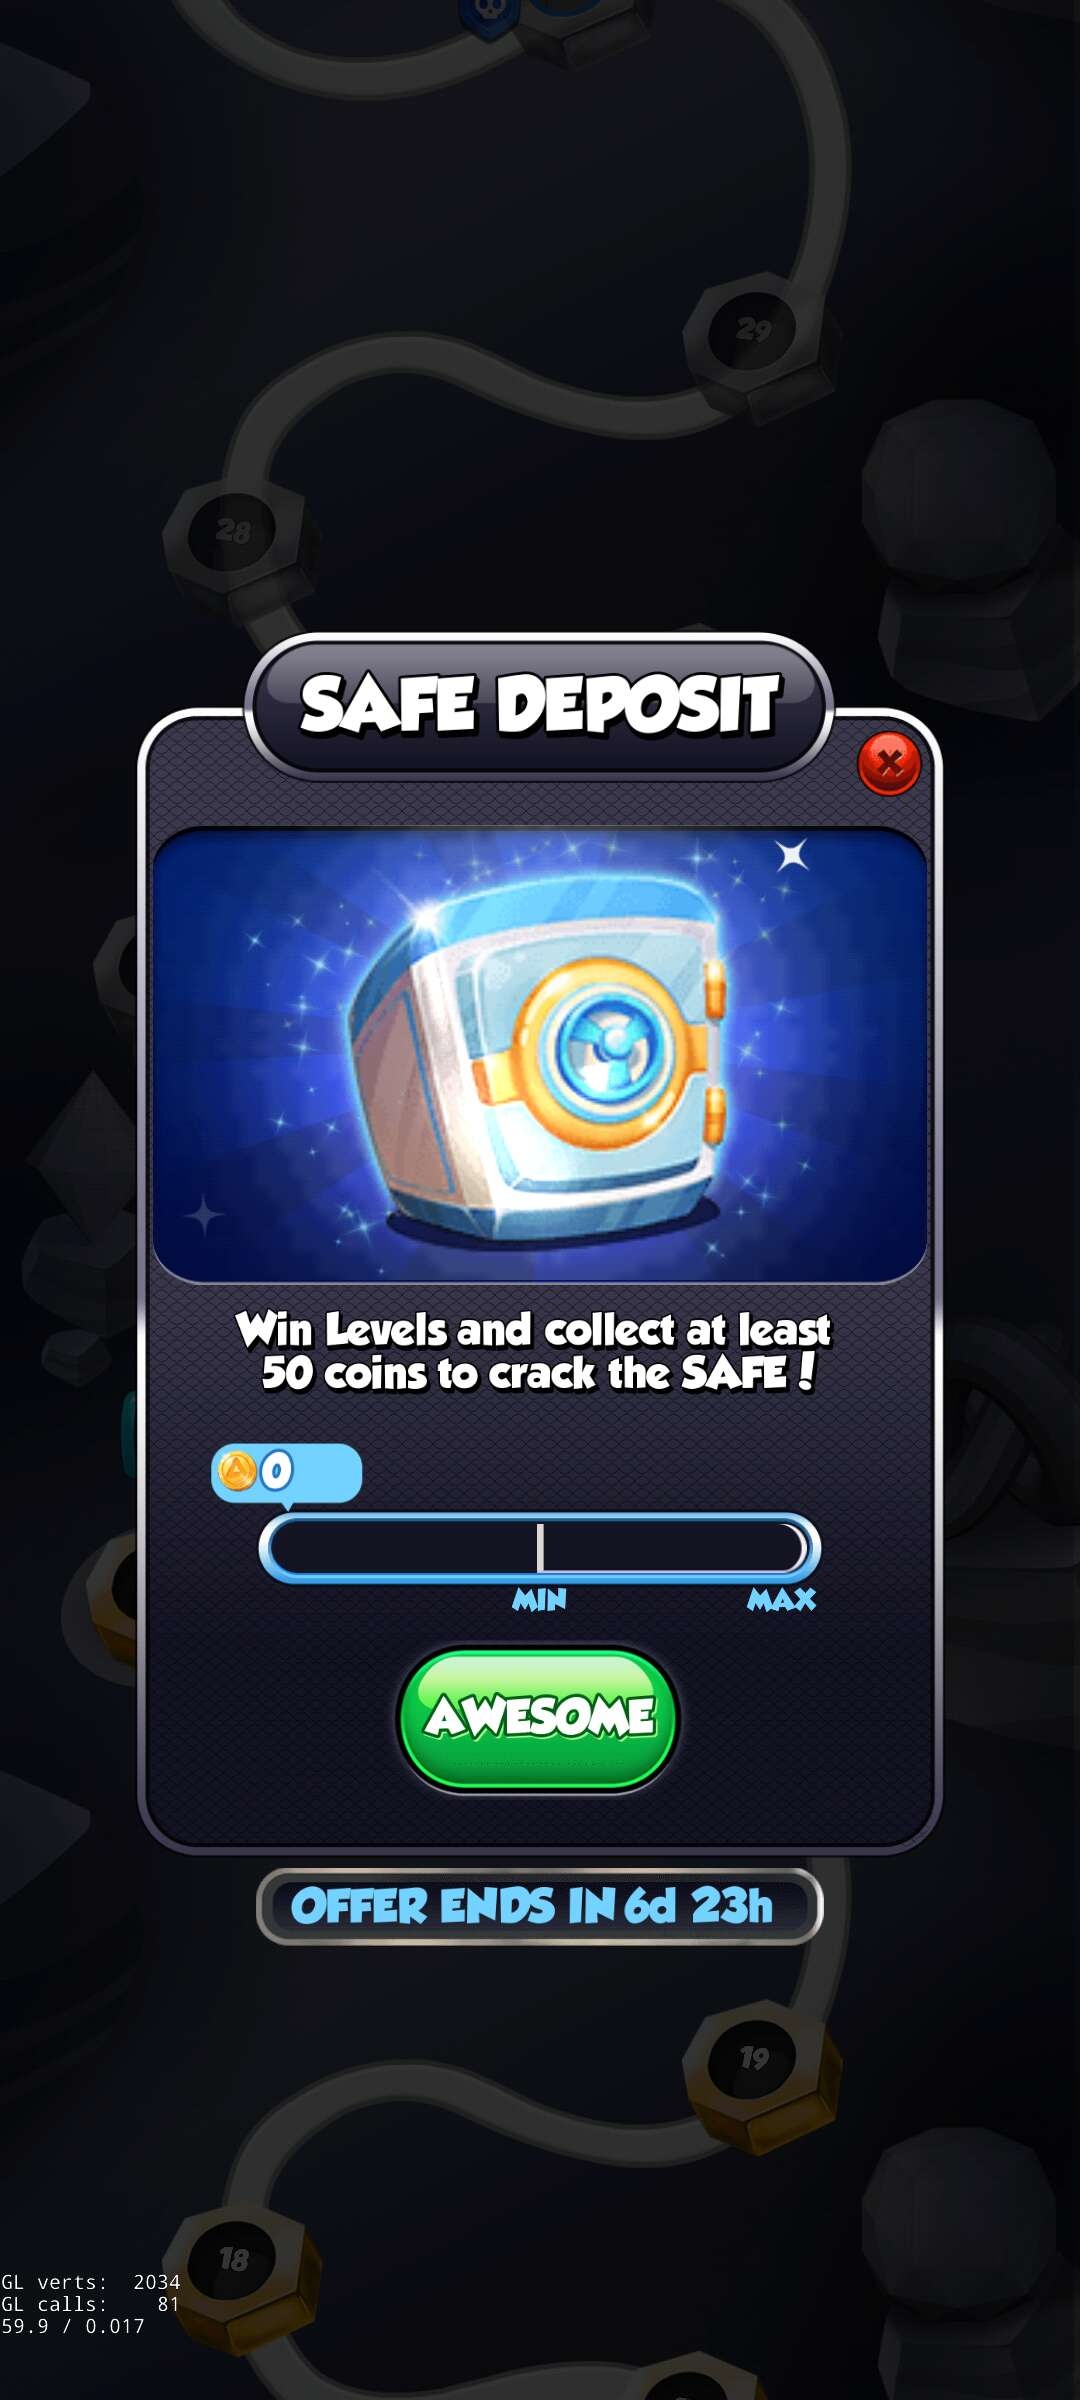 29
28
SAFE DEPOSIT
Win Levels and collect at least
50 coins to crack the SAFE!
0
MIN MAX
AWESOME
OFFER ENDS IN 6d 23h
19
18
GL verts: 2034
GL calls: 81
59.9 / 0.017